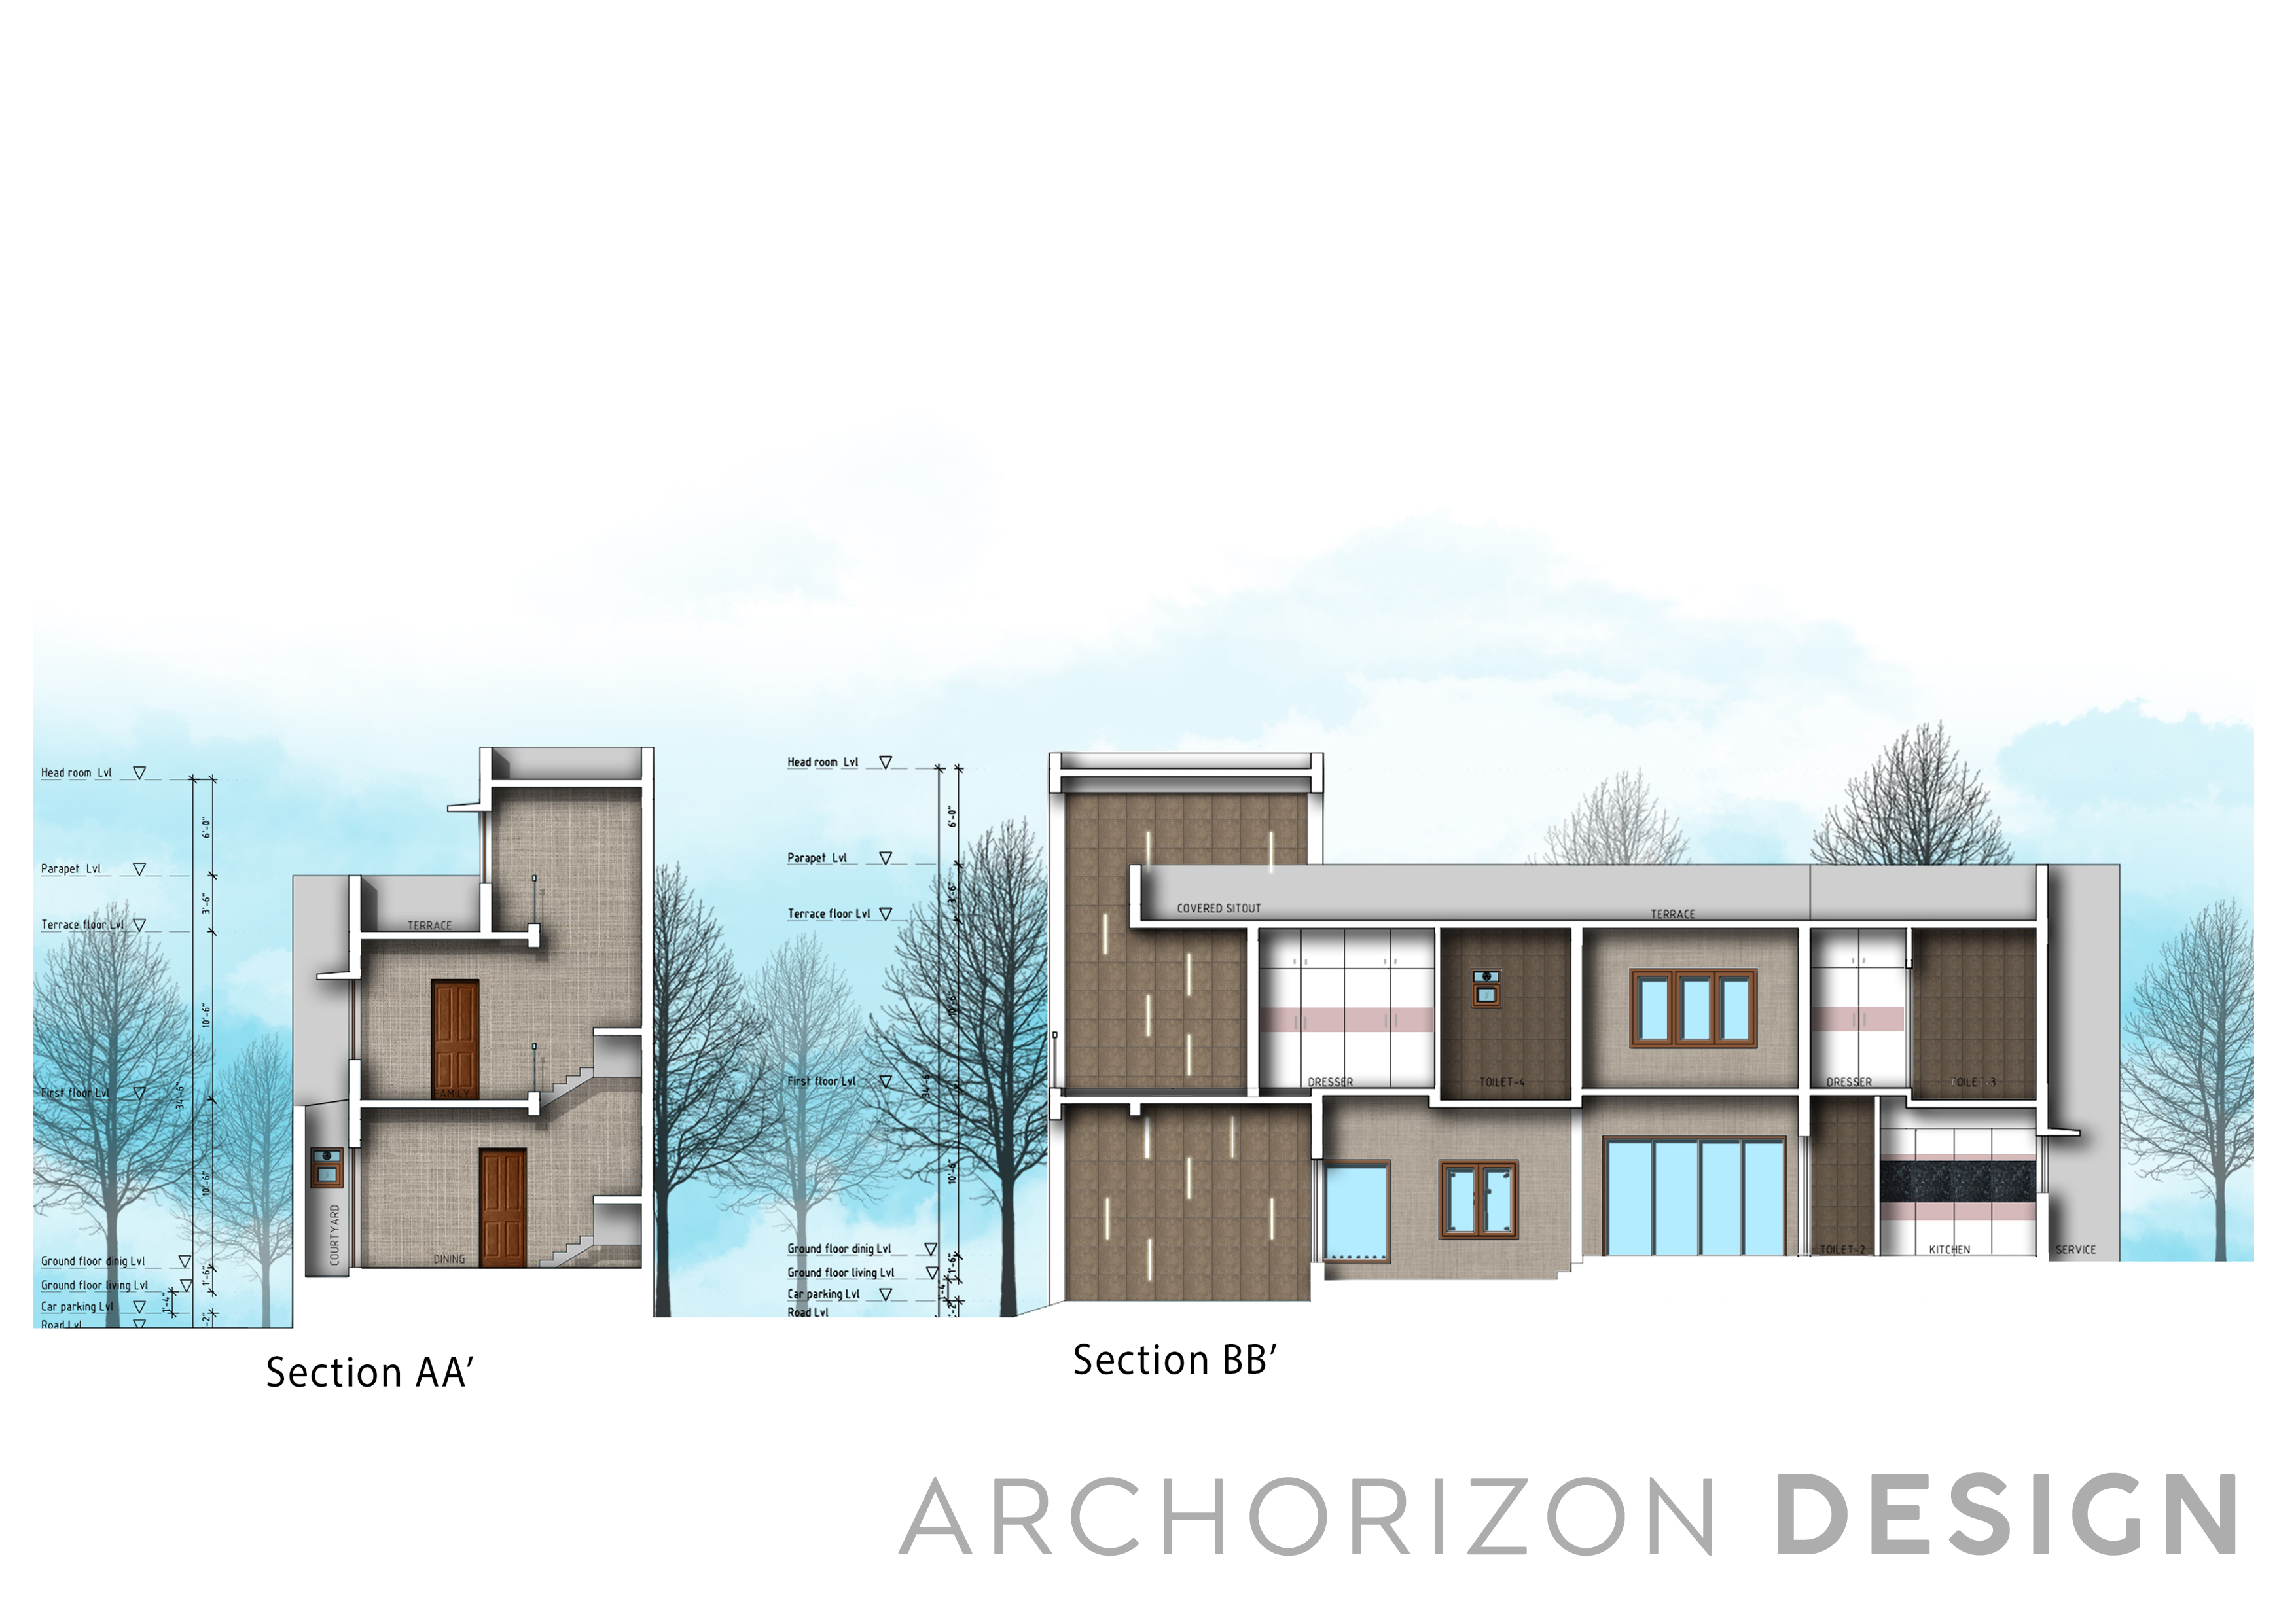 Head room Lvl
6'-0"
Parapet Lvl
3'-6"
TERRACE
Terrace floor Lvl
10'-6"
FAMILY
First floor Lvl
34'-6"
10'-6"
COURTYARD
DINING
Ground floor dinig Lvl
1'-6"
Ground floor living Lvl
1'-4"
Car parking Lvl
Road Lvl
Section AA'
Head room Lvl
6'-0"
Parapet Lvl
3'-6"
COVERED SITOUT
TERRACE
Terrace floor Lvl
10'-6"
First floor Lvl
34'-6"
DRESSER
TOILET-4
DRESSER
TOILET-3
10'-6"
Ground floor dinig Lvl
TOILET-2
KITCHEN
SERVICE
1'-6"
Ground floor living Lvl
Car parking Lvl
Road Lvl
Section BB'
ARCHORIZON DESIGN